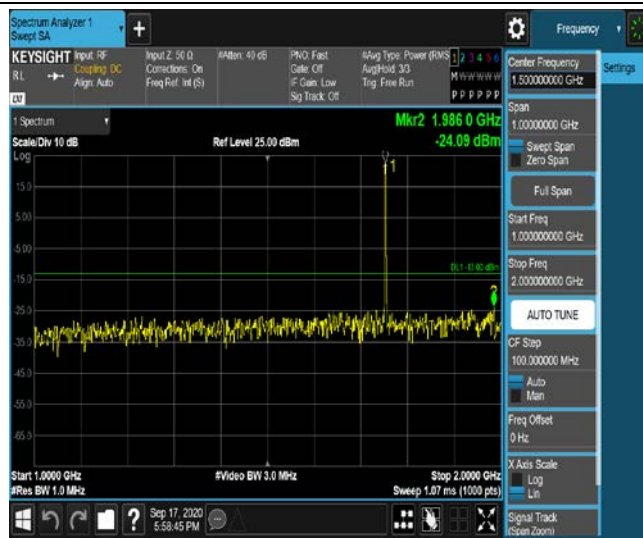 Spectrum Analyzer 1
Swept SA
+
Frequency
Settings
KEYSIGHT
RL
Input: RF
Coupling: DC
Align: Auto
Input Z: 50 Ω
Corrections: On
Freq Ref: Int (S)
#Atten: 40 dB
PNO: Fast
Gate: Off
IF Gain: Low
Sig Track: Off
#Avg Type: Power (RMS
Avg|Hold: 3/3
Trig: Free Run
1 2 3 4 5 6
M W W W W W
P P P P P P
1 Spectrum
Scale/Div 10 dB
Ref Level 25.00 dBm
Mkr2 1.986 0 GHz
-24.09 dBm
Log
1
15.0
5.00
-5.00
DL1 -13.00 dBm
-15.0
2
-25.0
-35.0
-45.0
-55.0
-65.0
Start 1.0000 GHz
#Video BW 3.0 MHz
Stop 2.0000 GHz
#Res BW 1.0 MHz
Sweep 1.07 ms (1000 pts)
?
Sep 17, 2020
5:58:45 PM
Center Frequency
1.500000000 GHz
Span
1.00000000 GHz
Swept Span
Zero Span
Full Span
Start Freq
1.000000000 GHz
Stop Freq
2.000000000 GHz
AUTO TUNE
CF Step
100.000000 MHz
Auto
Man
Freq Offset
0 Hz
X Axis Scale
Log
Lin
Signal Track
(Span Zoom)